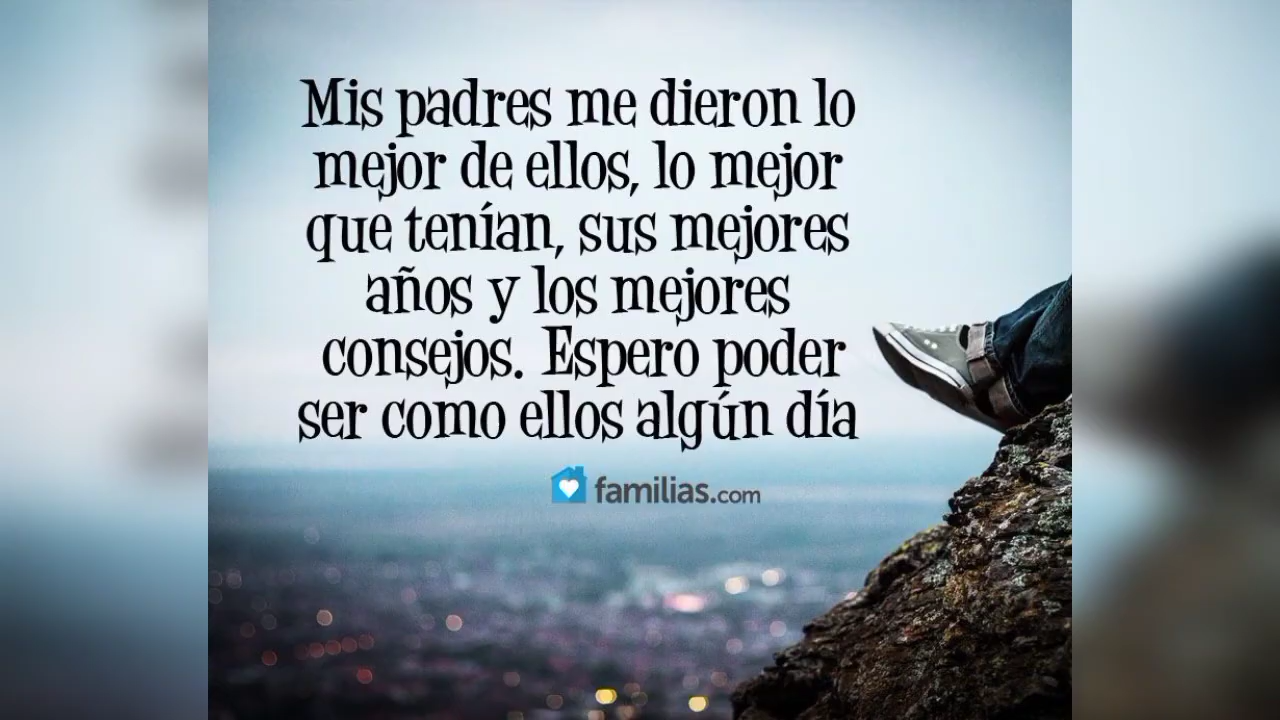 Mis padres me dieron lo
mejor de ellos, lo mejor
que tenían, sus mejores
años y los mejores
consejos. Espero poder
ser como ellos algún día
familias.com